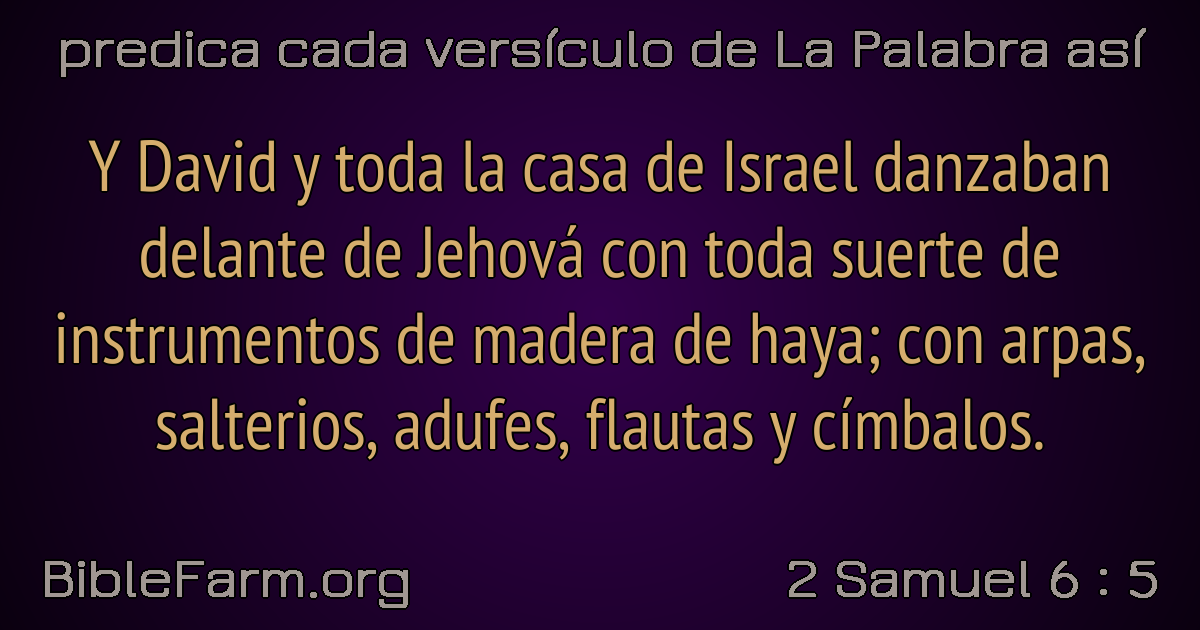 predica cada versículo de La Palabra así
Y David y toda la casa de Israel danzaban
delante de Jehová con toda suerte de
instrumentos de madera de haya; con arpas,
salterios, adufes, flautas y címbalos.
BibleFarm.org
2 Samuel 6 : 5